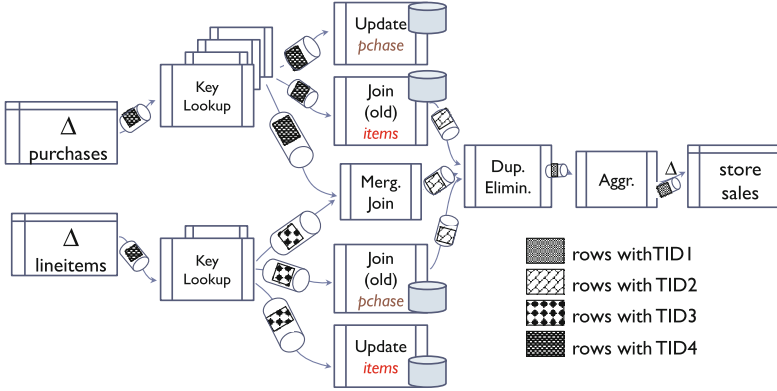 Δ
purchases
Δ
lineitems
Key
Lookup
Key
Lookup
Update
pchase
Join
(old)
items
Merg.
Join
Join
(old)
pchase
Update
items
Dup.
Elimin.
Aggr.
Δ
store
sales
rows withTID1
rows with TID2
rows with TID3
rows with TID4